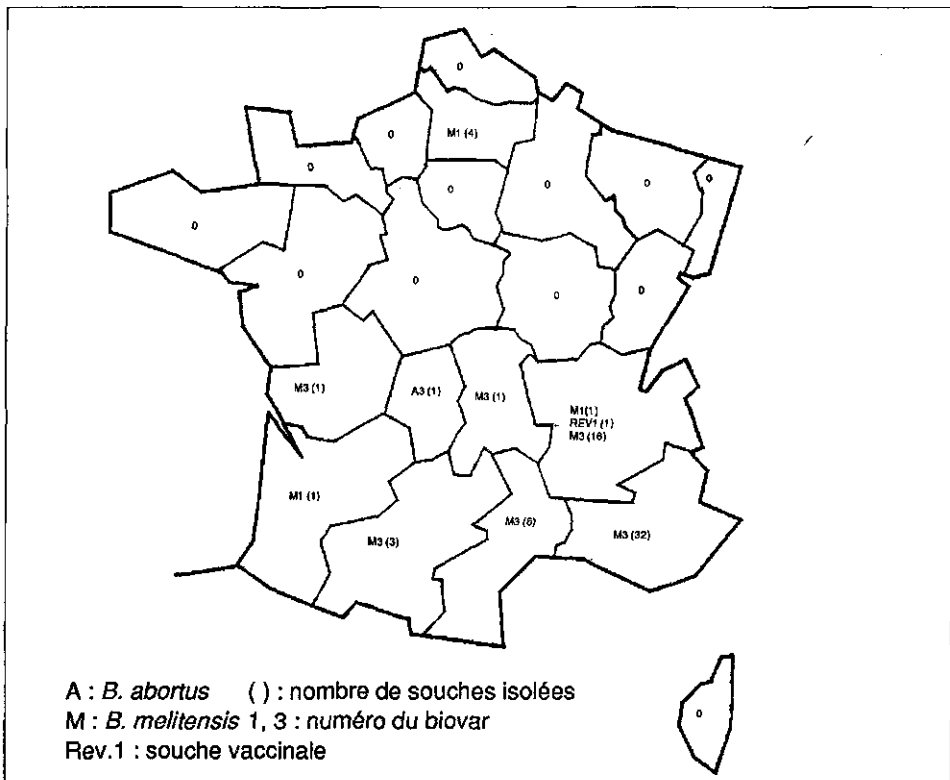 0
M1 (4)
0
0
0
0
0
0
0
0
0
0
0
M3 (1)
A3 (1)
M3 (1)
M1(1)
REV1 (1)
M3 (16)
M1 (1)
M3 (3)
M3 (6)
M3 (32)
0
A : B. abortus ( ) : nombre de souches isolées
M : B. melitensis 1, 3 : numéro du biovar
Rev.1 : souche vaccinale